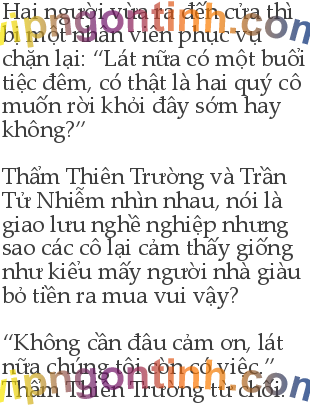 Hai người vừa ra đến cửa thì
bị một nhân viên phục vụ
chặn lại: “Lát nữa có một buổi
tiệc đêm, có thật là hai quý cô
muốn rời khỏi đây sớm hay
không?”
Thẩm Thiên Trường và Trần
Tử Nhiễm nhìn nhau, nói là
giao lưu nghề nghiệp nhưng
sao các cô lại cảm thấy giống
như kiểu mấy người nhà giàu
bỏ tiền ra mua vui vậy?
“Không cần đâu cảm ơn, lát
nữa chúng tôi còn có việc.”
Thẩm Thiên Trường từ chối.
vipngontinh.com
vipngontinh.com